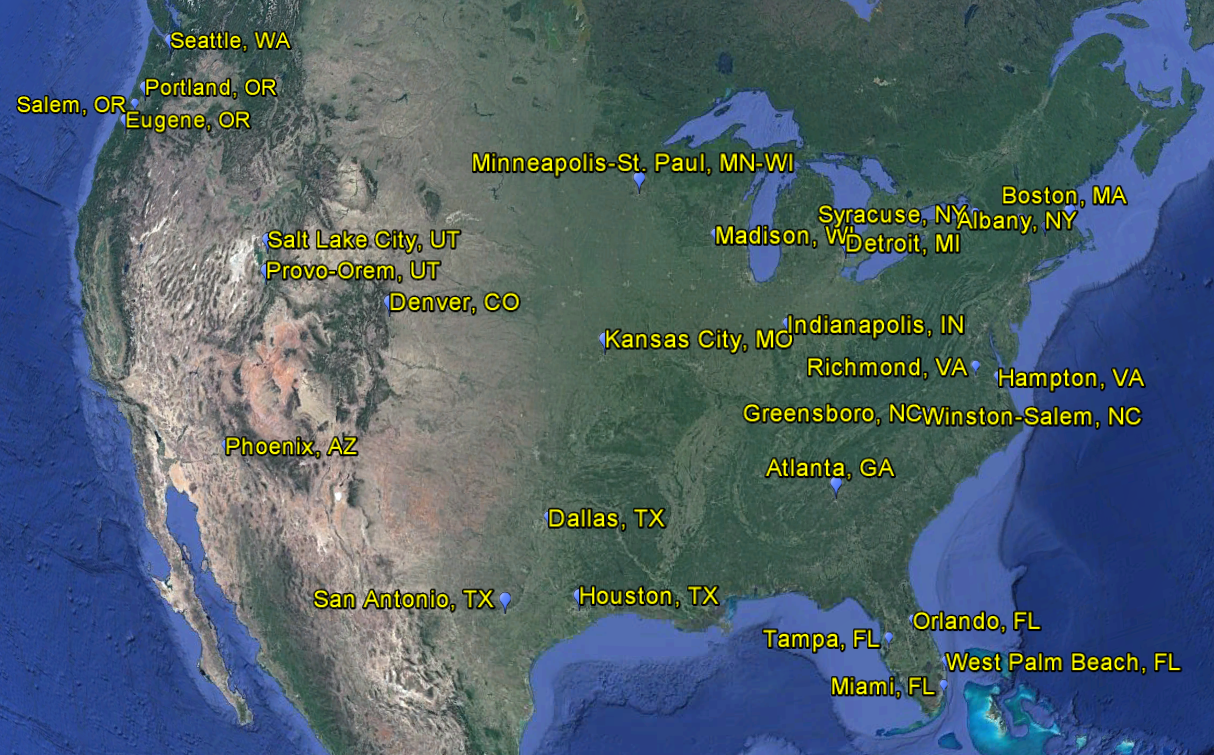 Seattle, WA
Portland, OR
Salem, OR
Eugene, OR
Minneapolis-St. Paul, MN-WI
Boston, MA
Syracuse, NY
Albany, NY
Madison, WI
Detroit, MI
Salt Lake City, UT
Provo-Orem, UT
Denver, CO
Indianapolis, IN
Kansas City, MO
Richmond, VA
Hampton, VA
Greensboro, NC
Winston-Salem, NC
Phoenix, AZ
Atlanta, GA
Dallas, TX
San Antonio, TX
Houston, TX
Orlando, FL
Tampa, FL
West Palm Beach, FL
Miami, FL